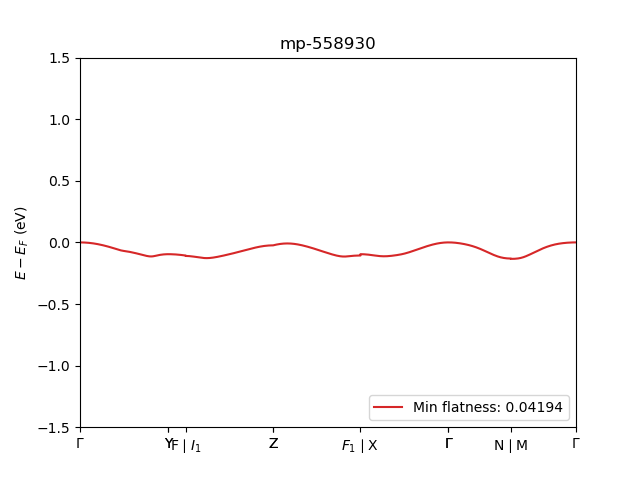 mp-558930
1.5
1.0
0.5
0.0
−0.5
−1.0
−1.5
E − E_F (eV)
Min flatness: 0.04194
Γ Y F | I₁ Z F₁ | X Γ N | M Γ